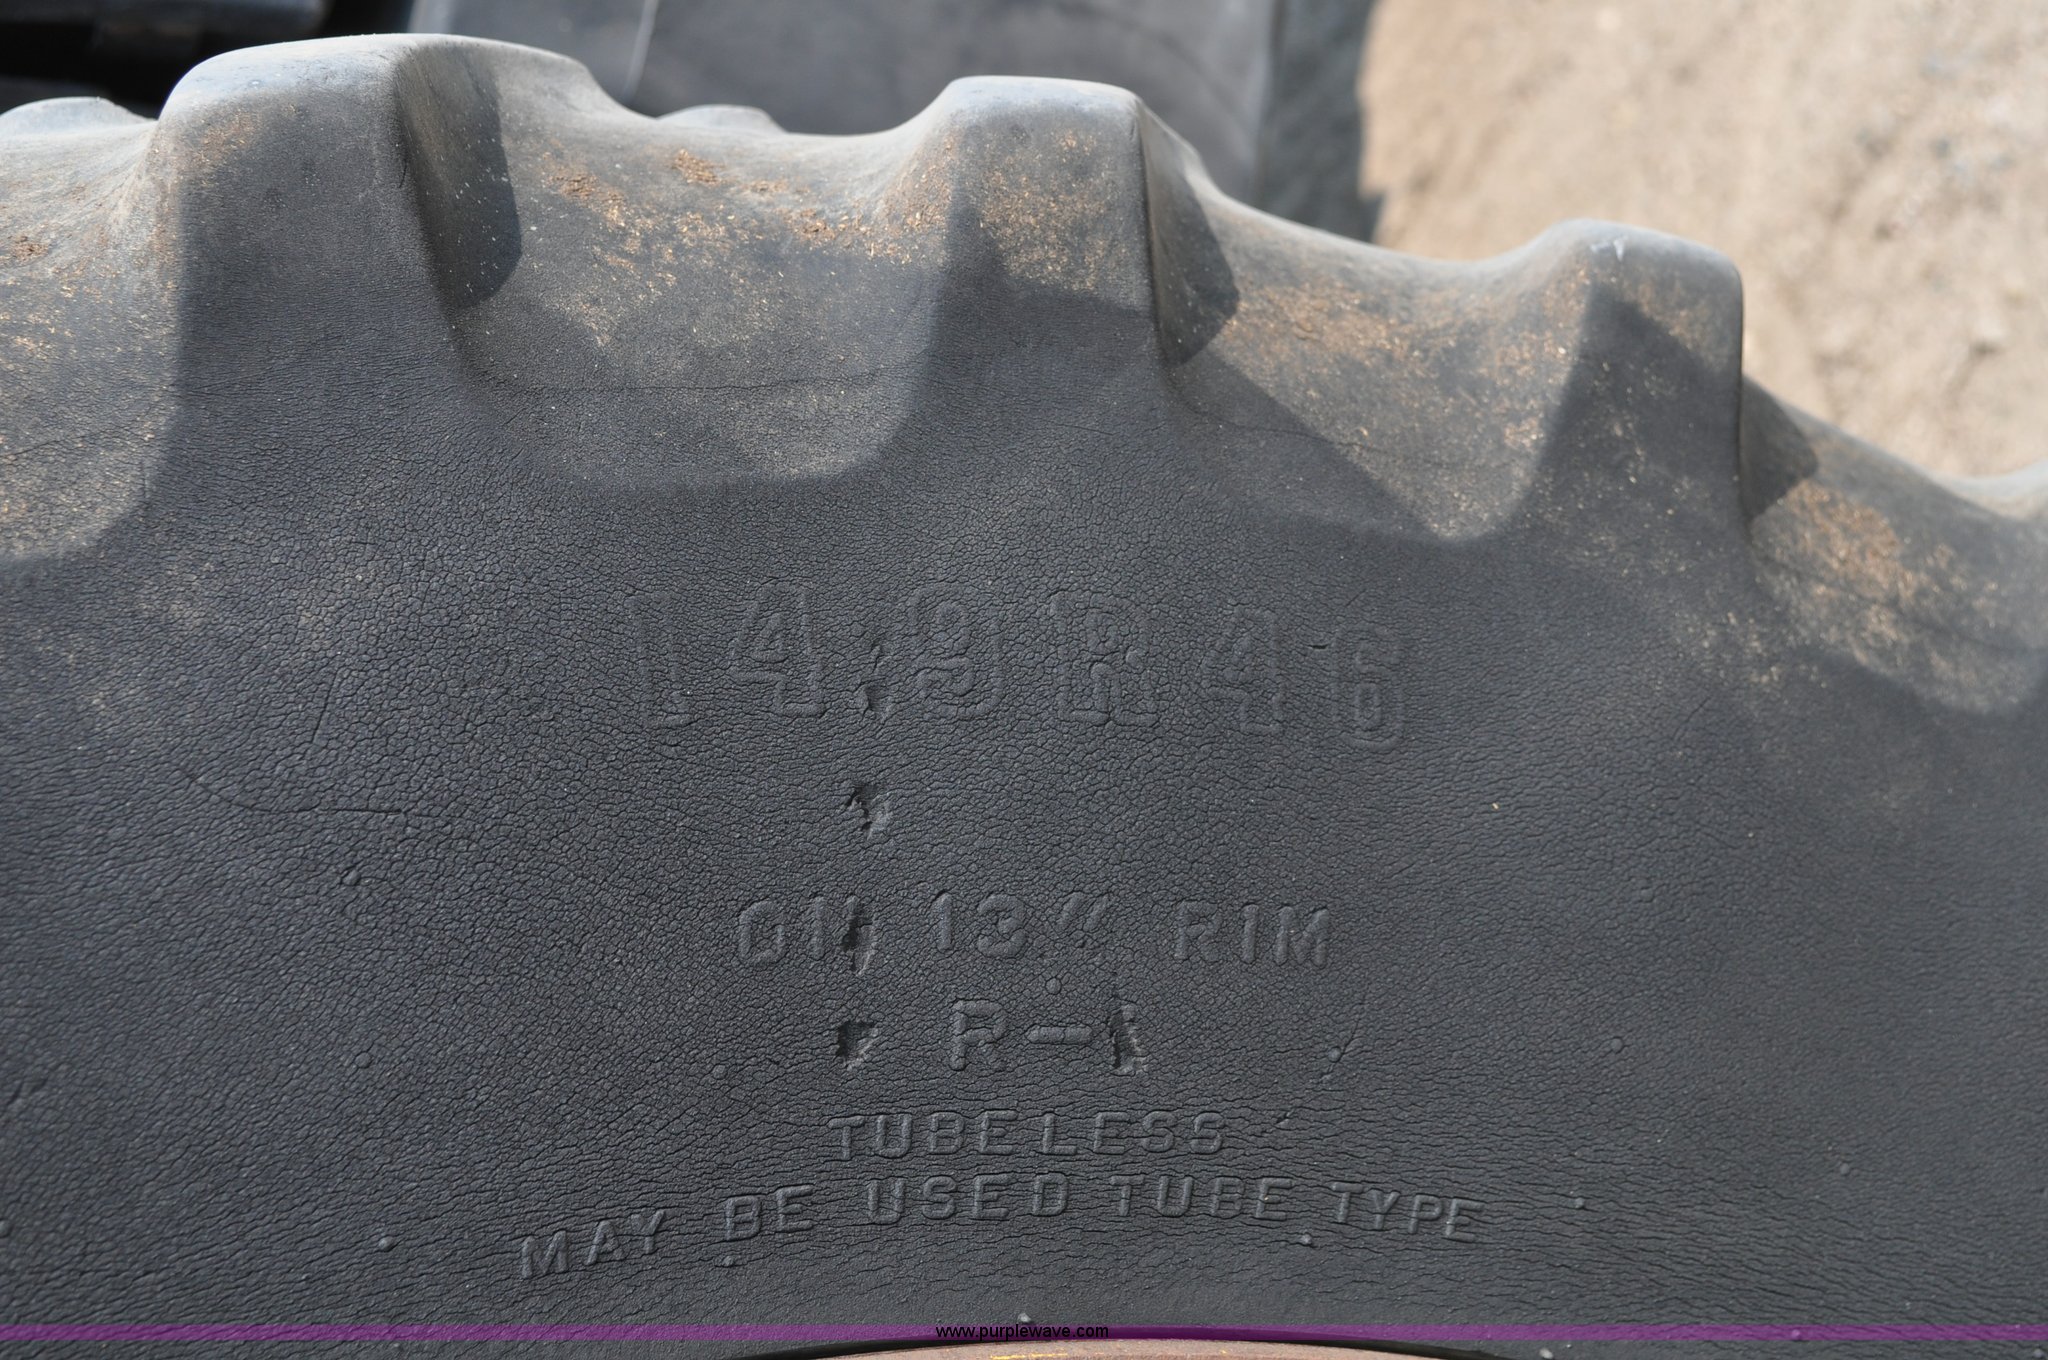 14.9R46
ON 13" RIM
R-1
TUBELESS
MAY BE USED TUBE TYPE
www.purplewave.com